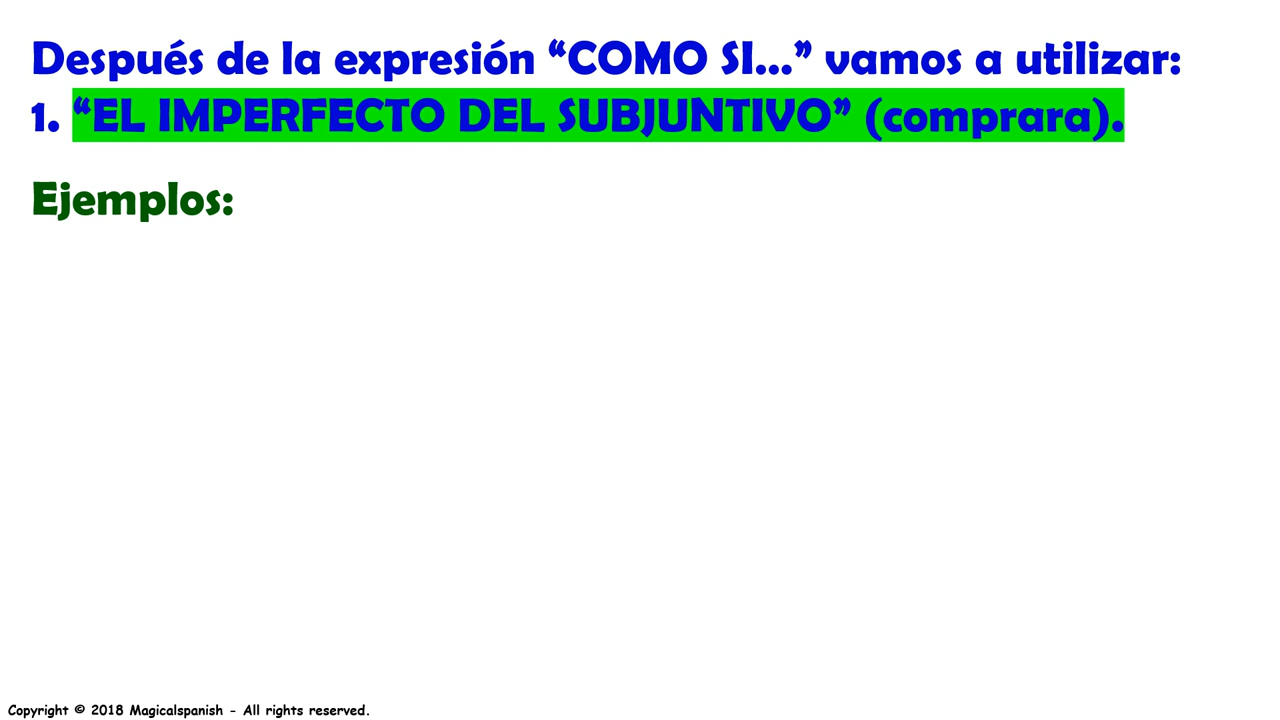 Después de la expresión “COMO SI...” vamos a utilizar:
1. “EL IMPERFECTO DEL SUBJUNTIVO” (comprara).
Ejemplos:
Copyright © 2018 Magicalspanish - All rights reserved.